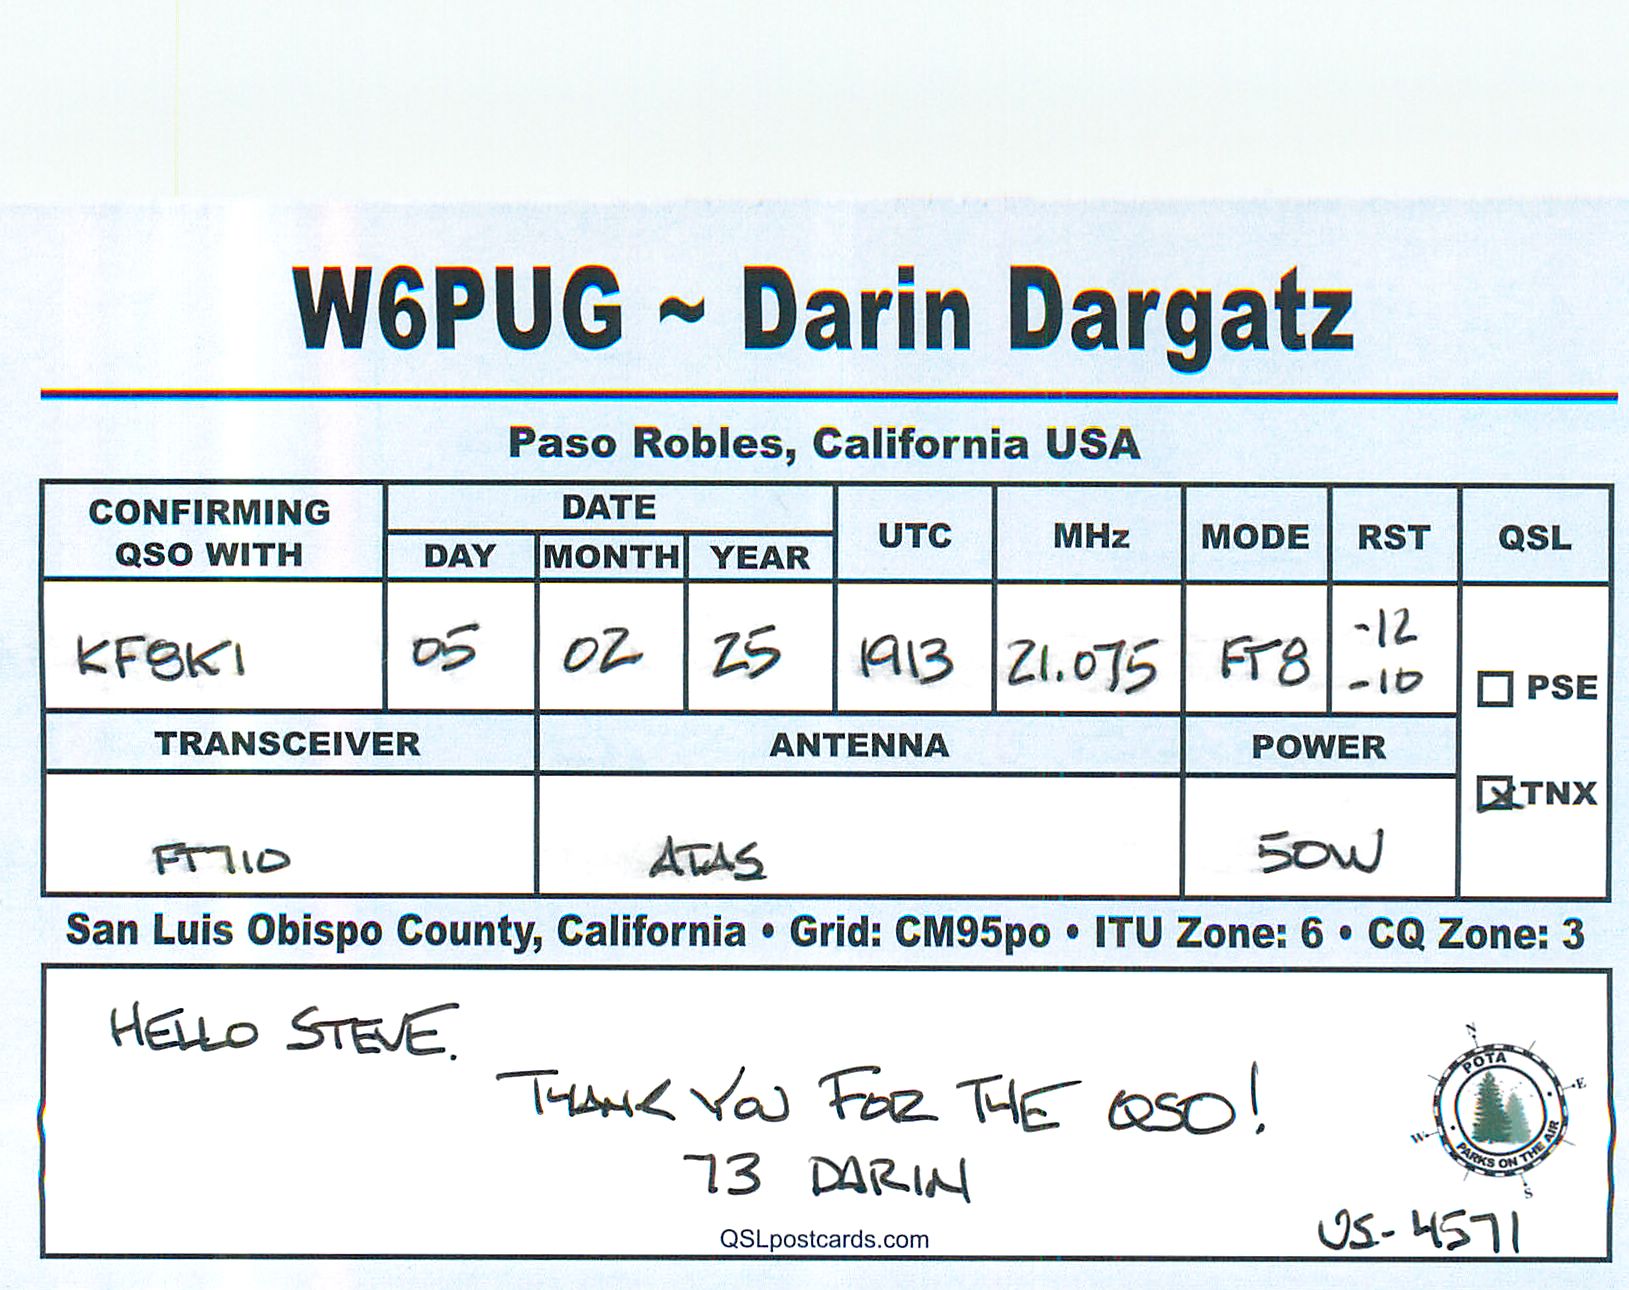 W6PUG ~ Darin Dargatz
Paso Robles, California USA
CONFIRMING QSO WITH
DATE
DAY MONTH YEAR
UTC
MHz
MODE
RST
QSL
KF8KI
05 02 25 1913 21.075 FT8
-12
-10
PSE
TRANSCEIVER ANTENNA POWER
TNX
FT710 ATAS 50W
San Luis Obispo County, California • Grid: CM95po • ITU Zone: 6 • CQ Zone: 3
HELLO STEVE.
THANK YOU FOR THE QSO!
73 DARIN
N
E
S
W
POTA
PARKS ON THE AIR
US-4571
QSLpostcards.com